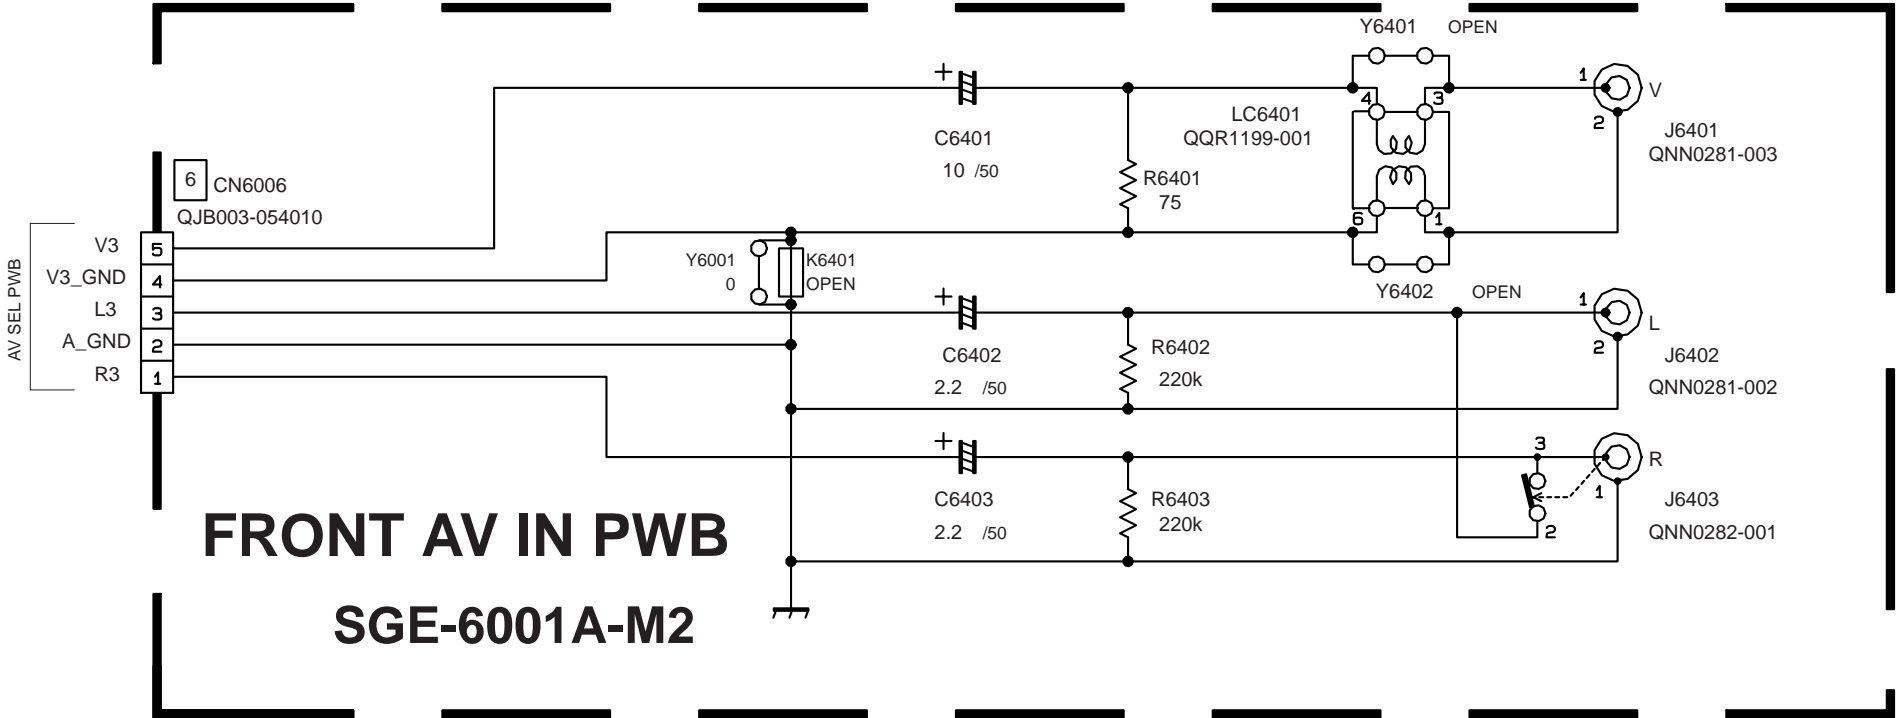 Y6401 OPEN
+
C6401
10 /50
LC6401
QQR1199-001
4 3
1
V
2
J6401
QNN0281-003
R6401
75
6 1
Y6402 OPEN
6 CN6006
QJB003-054010
AV SEL PWB
V3 5
V3_GND 4
L3 3
A_GND 2
R3 1
Y6001
0
K6401
OPEN
+
C6402
2.2 /50
R6402
220k
1
L
2
J6402
QNN0281-002
+
C6403
2.2 /50
R6403
220k
3
R
1
2
J6403
QNN0282-001
FRONT AV IN PWB
SGE-6001A-M2